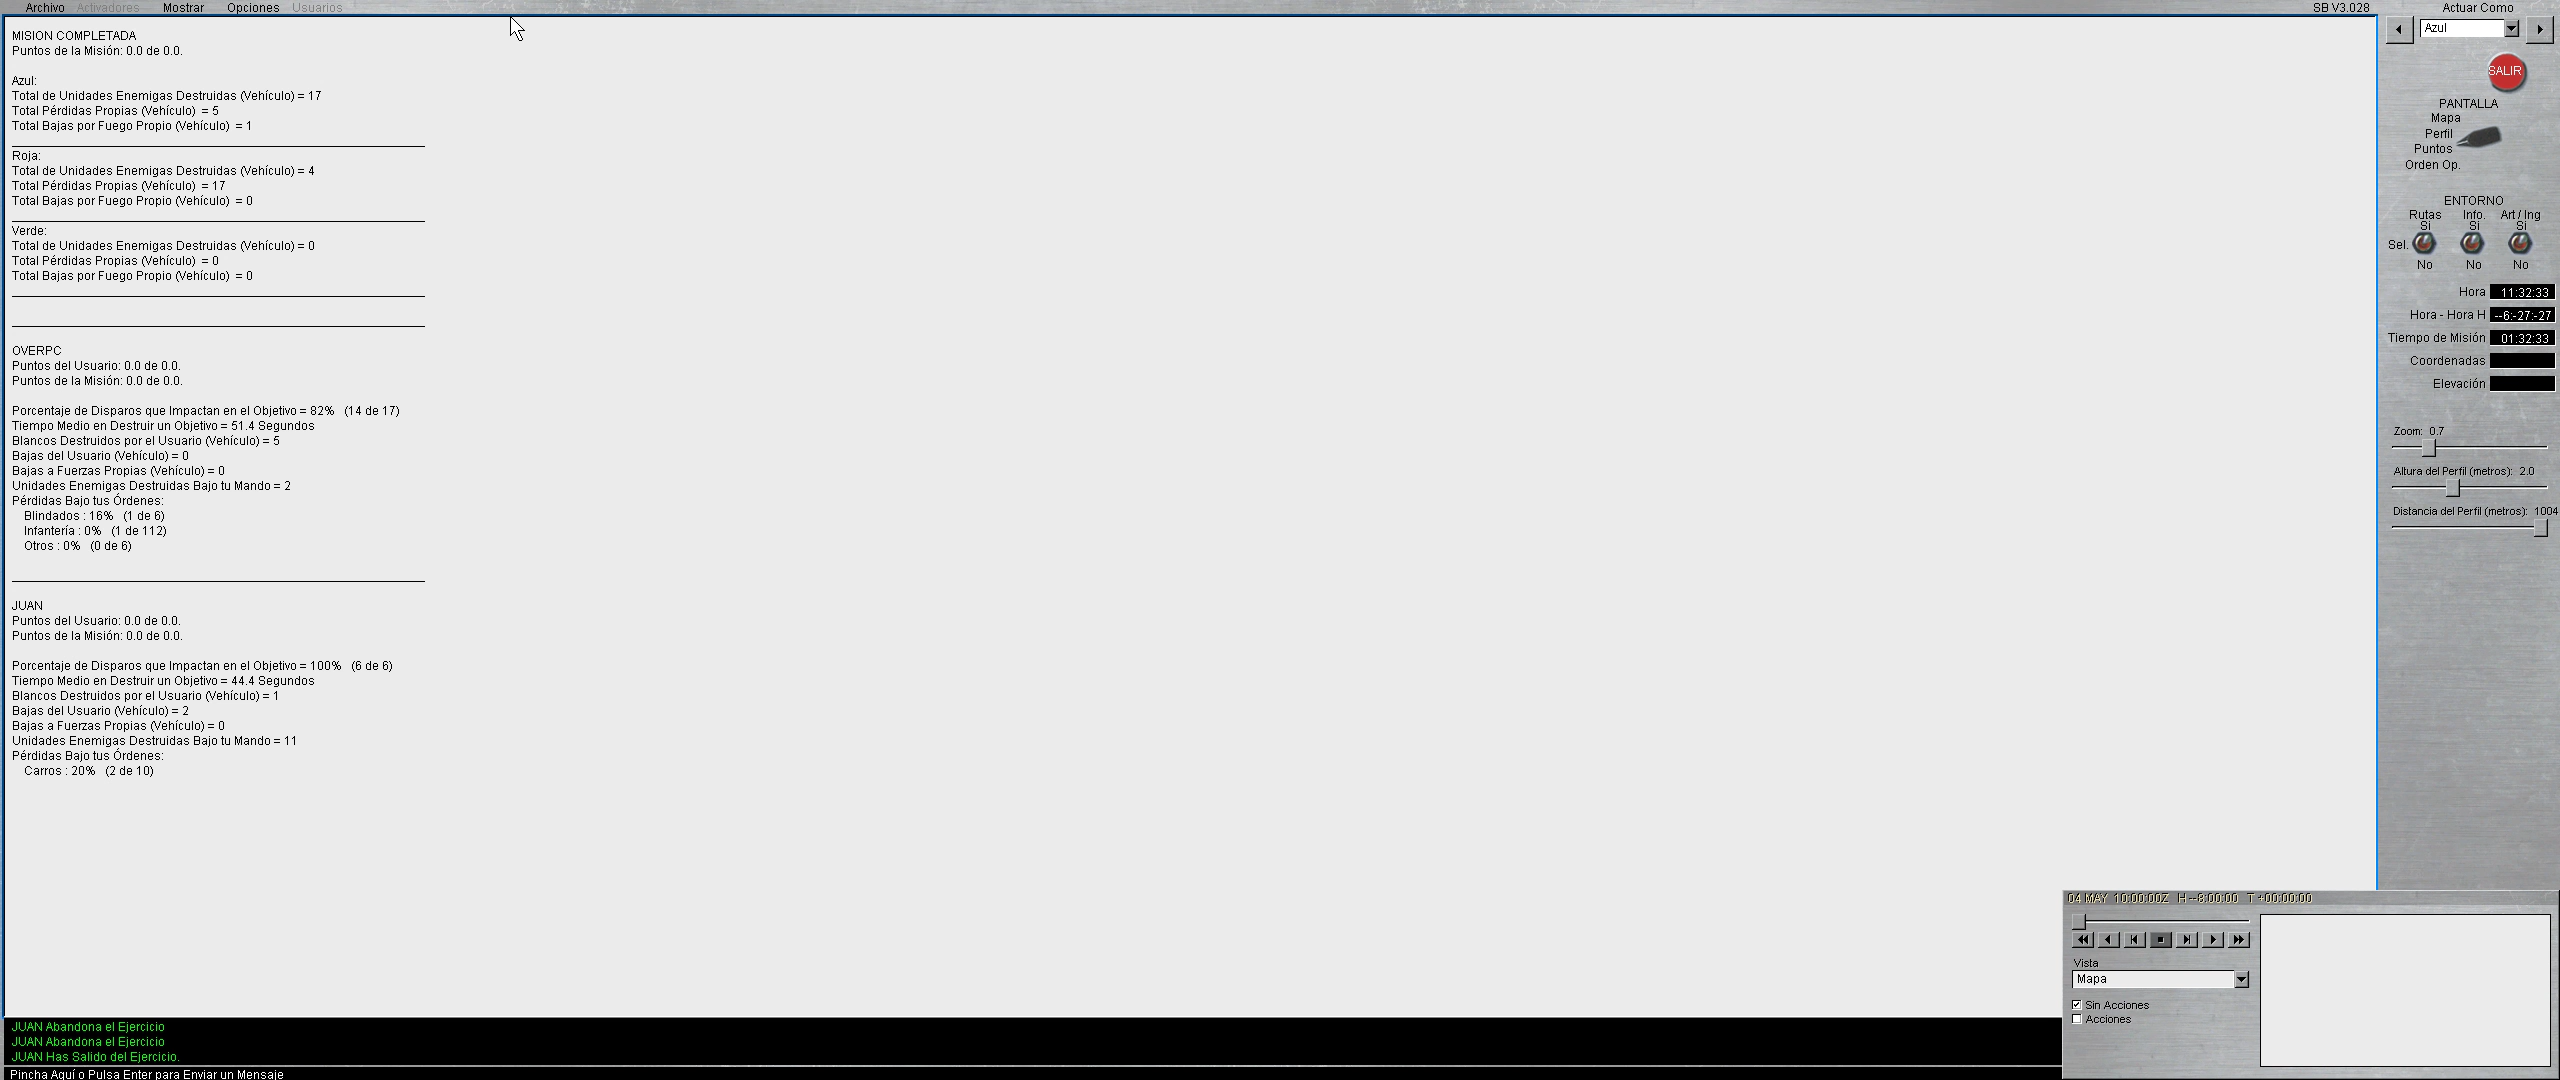 Archivo Activadores Mostrar Opciones Usuarios
SB V3.028
Actuar Como
MISION COMPLETADA
Puntos de la Misión: 0.0 de 0.0.
Azul:
Total de Unidades Enemigas Destruidas (Vehículo) = 17
Total Pérdidas Propias (Vehículo) = 5
Total Bajas por Fuego Propio (Vehículo) = 1
Roja:
Total de Unidades Enemigas Destruidas (Vehículo) = 4
Total Pérdidas Propias (Vehículo) = 17
Total Bajas por Fuego Propio (Vehículo) = 0
Verde:
Total de Unidades Enemigas Destruidas (Vehículo) = 0
Total Pérdidas Propias (Vehículo) = 0
Total Bajas por Fuego Propio (Vehículo) = 0
OVERPC
Puntos del Usuario: 0.0 de 0.0.
Puntos de la Misión: 0.0 de 0.0.
Porcentaje de Disparos que Impactan en el Objetivo = 82% (14 de 17)
Tiempo Medio en Destruir un Objetivo = 51.4 Segundos
Blancos Destruidos por el Usuario (Vehículo) = 5
Bajas del Usuario (Vehículo) = 0
Bajas a Fuerzas Propias (Vehículo) = 0
Unidades Enemigas Destruidas Bajo tu Mando = 2
Pérdidas Bajo tus Órdenes:
Blindados : 16% (1 de 6)
Infantería : 0% (1 de 112)
Otros : 0% (0 de 6)
JUAN
Puntos del Usuario: 0.0 de 0.0.
Puntos de la Misión: 0.0 de 0.0.
Porcentaje de Disparos que Impactan en el Objetivo = 100% (6 de 6)
Tiempo Medio en Destruir un Objetivo = 44.4 Segundos
Blancos Destruidos por el Usuario (Vehículo) = 1
Bajas del Usuario (Vehículo) = 2
Bajas a Fuerzas Propias (Vehículo) = 0
Unidades Enemigas Destruidas Bajo tu Mando = 11
Pérdidas Bajo tus Órdenes:
Carros : 20% (2 de 10)
JUAN Abandona el Ejercicio
JUAN Abandona el Ejercicio
JUAN Has Salido del Ejercicio.
Pincha Aquí o Pulsa Enter para Enviar un Mensaje
Azul
SALIR
PANTALLA
Mapa
Perfil
Puntos
Orden Op.
ENTORNO
Rutas Info. Art / Ing
Si Si Si
Sel.
No No No
Hora 11:32:33
Hora - Hora H --6:-27:-27
Tiempo de Misión 01:32:33
Coordenadas
Elevación
Zoom: 0.7
Altura del Perfil (metros): 2.0
Distancia del Perfil (metros): 1004
04 MAY 10:00:00Z H --8:00:00 T +00:00:00
Vista
Mapa
Sin Acciones
Acciones